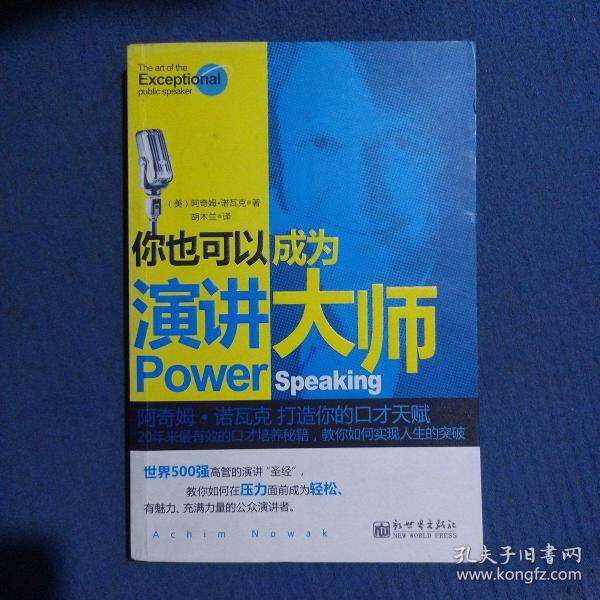 The art of the
Exceptional
public speaker
（美）阿奇姆·诺瓦克◎著
胡木兰◎译
你也可以成为
演讲大师
Power Speaking
阿奇姆·诺瓦克 打造你的口才天赋
20年来最有效的口才培养秘籍，教你如何实现人生的突破
世界500强高管的演讲“圣经”，
教你如何在压力面前成为轻松、
有魅力、充满力量的公众演讲者。
Achim Nowak
新世界出版社
NEW WORLD PRESS
孔夫子旧书网
www.kongfz.com